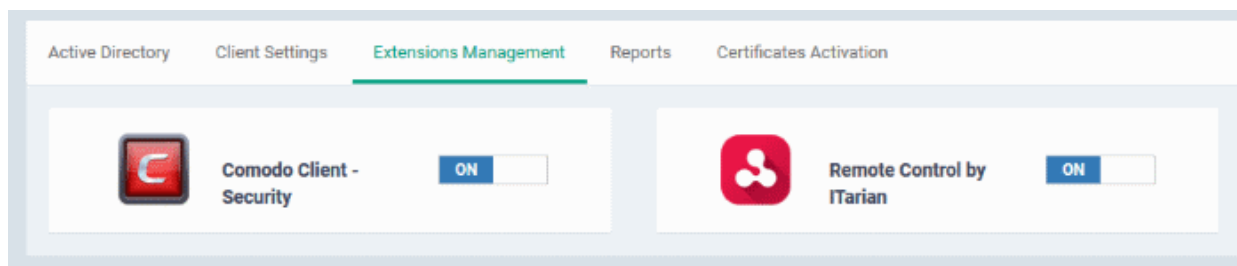 Active Directory Client Settings Extensions Management Reports Certificates Activation
C
Comodo Client - ON
Security
Remote Control by ON
ITarian